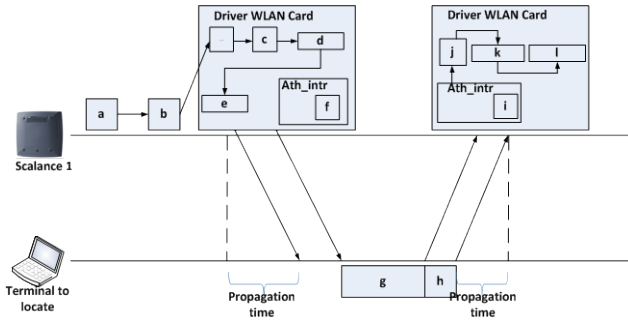 Driver WLAN Card
Driver WLAN Card
a
b
...
c
d
e
Ath_intr
f
j
k
l
Ath_intr
i
Scalance 1
Terminal to
locate
g
h
Propagation
time
Propagation
time